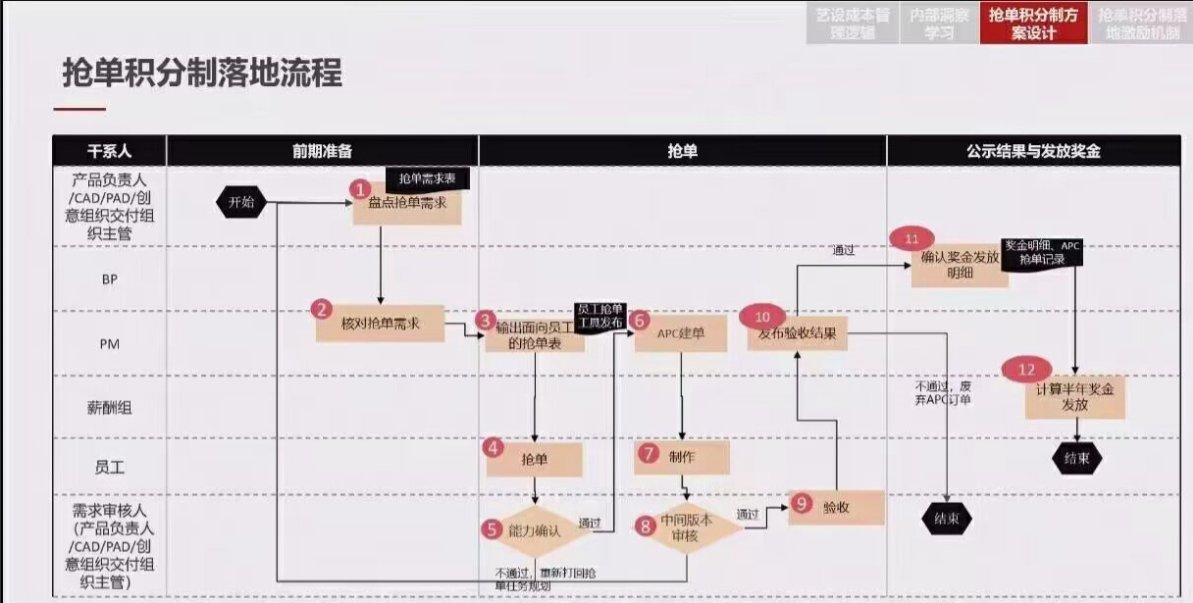 艺设成本管
理逻辑
内部洞察
学习
抢单积分制方
案设计
抢单积分制落
地激励机制
抢单积分制落地流程
干系人
前期准备
抢单
公示结果与发放奖金
产品负责人
/CAD/PAD/创
意组织交付组
织主管
开始
1
抢单需求表
盘点抢单需求
BP
通过
11
确认奖金发放
明细
奖金明细、APC
抢单记录
PM
2
核对抢单需求
3
输出面向员工
的抢单表
员工抢单
工具发布
6
APC建单
10
发布验收结果
薪酬组
不通过，废
弃APC订单
12
计算半年奖金
发放
员工
4
抢单
7
制作
结束
需求审核人
（产品负责人
/CAD/PAD/创
意组织交付组
织主管）
5
能力确认
通过
8
中间版本
审核
通过
9
验收
结束
不通过，重新打回抢
单任务规划